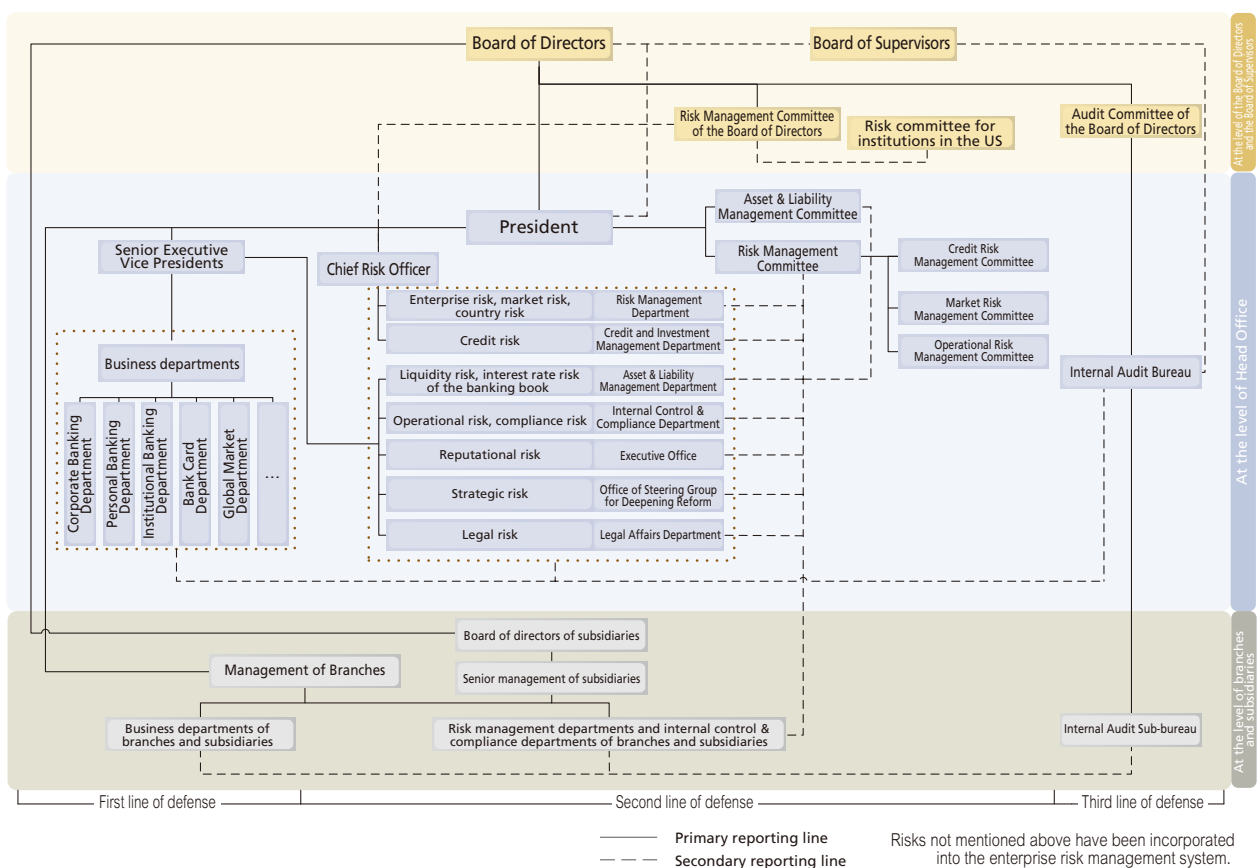 Board of Directors
Board of Supervisors
At the level of the Board of Directors
and the Board of Supervisors
Risk Management Committee
of the Board of Directors
Risk committee for
institutions in the US
Audit Committee of
the Board of Directors
President
Asset & Liability
Management Committee
Senior Executive
Vice Presidents
Chief Risk Officer
Risk Management
Committee
Credit Risk
Management Committee
Market Risk
Management Committee
Operational Risk
Management Committee
At the level of Head Office
Enterprise risk, market risk,
country risk
Risk Management
Department
Credit risk
Credit and Investment
Management Department
Liquidity risk, interest rate risk
of the banking book
Asset & Liability
Management Department
Operational risk, compliance risk
Internal Control &
Compliance Department
Reputational risk
Executive Office
Strategic risk
Office of Steering Group
for Deepening Reform
Legal risk
Legal Affairs Department
Internal Audit Bureau
Business departments
Corporate Banking
Department
Personal Banking
Department
Institutional Banking
Department
Bank Card
Department
Global Market
Department
...
Board of directors of subsidiaries
Management of Branches
Senior management of subsidiaries
Business departments of
branches and subsidiaries
Risk management departments and internal control &
compliance departments of branches and subsidiaries
Internal Audit Sub-bureau
At the level of branches
and subsidiaries
First line of defense
Second line of defense
Third line of defense
Primary reporting line
Secondary reporting line
Risks not mentioned above have been incorporated
into the enterprise risk management system.